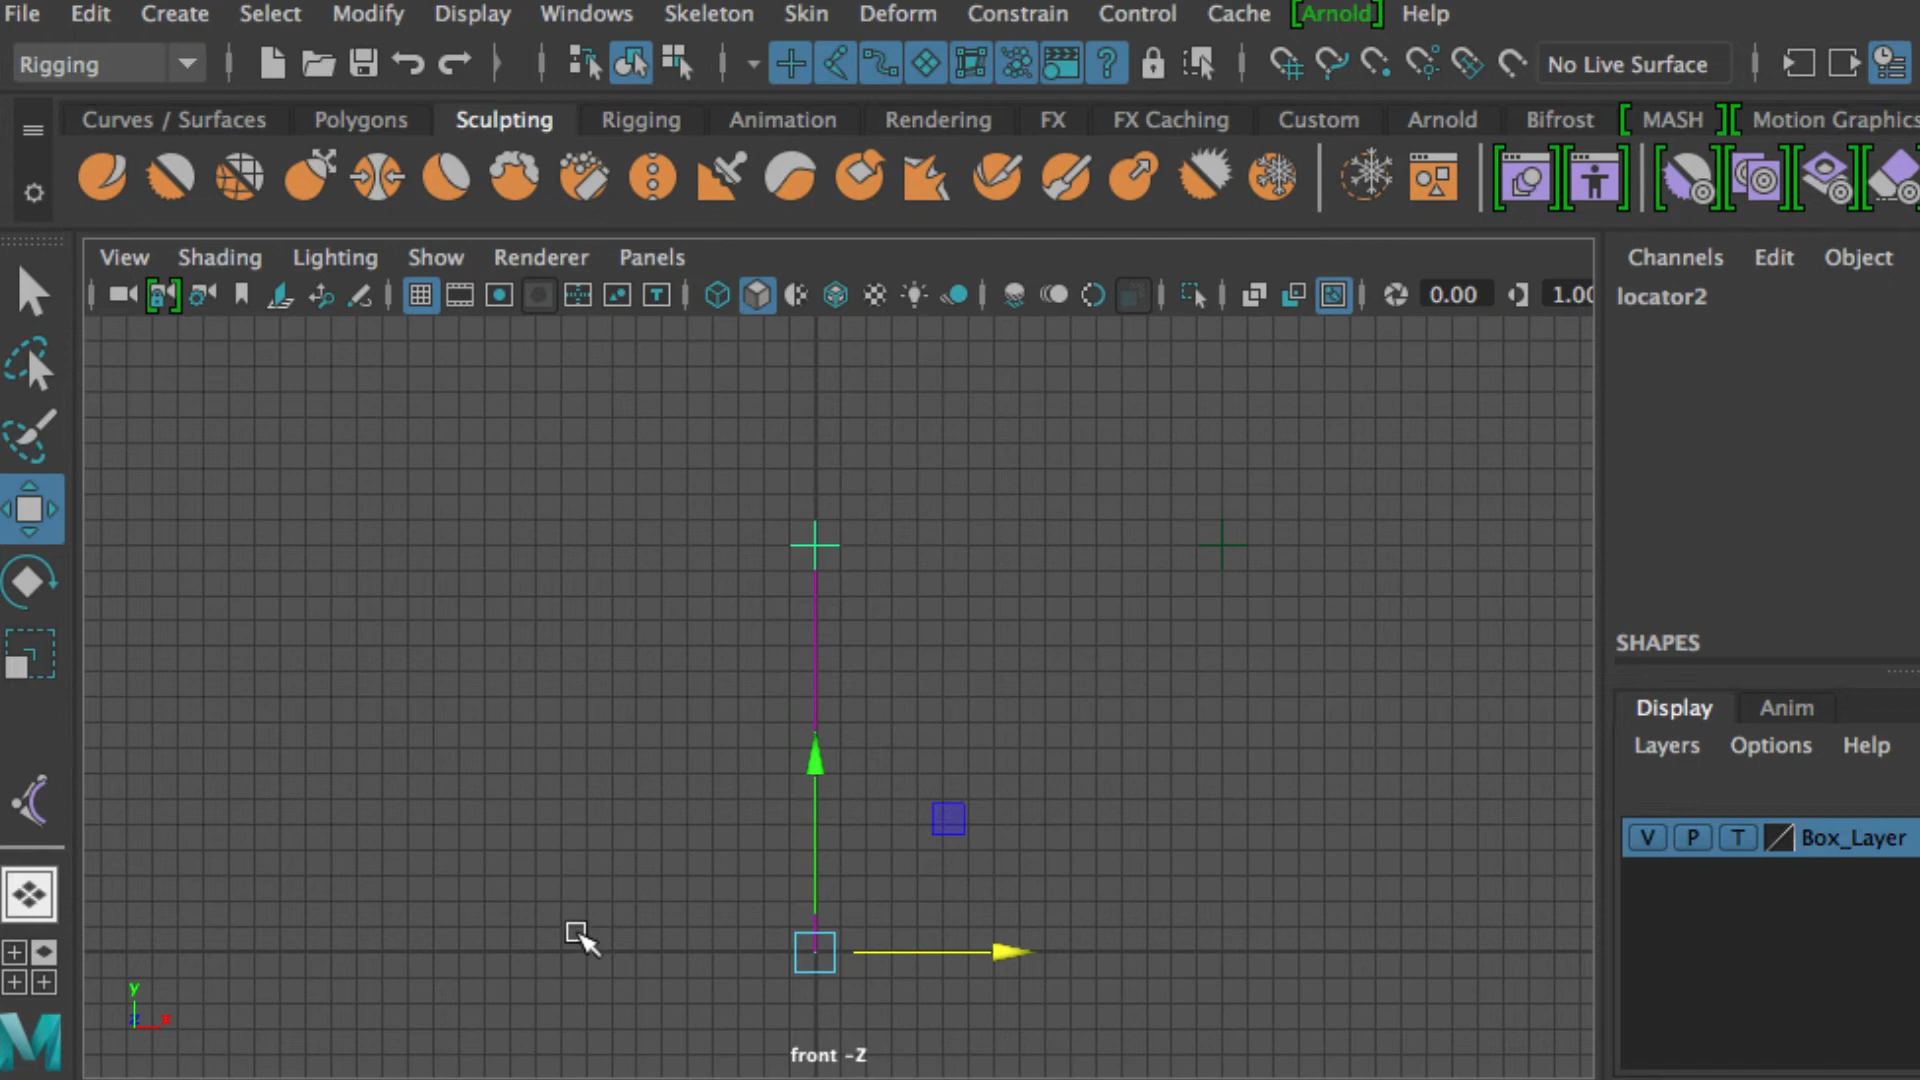 File Edit Create Select Modify Display Windows Skeleton Skin Deform Constrain Control Cache [Arnold] Help
Rigging No Live Surface
Curves / Surfaces Polygons Sculpting Rigging Animation Rendering FX FX Caching Custom Arnold Bifrost [ MASH ][ Motion Graphics
View Shading Lighting Show Renderer Panels
0.00 1.00
Channels Edit Object
locator2
SHAPES
Display Anim
Layers Options Help
V P T Box_Layer
y
x
front -Z